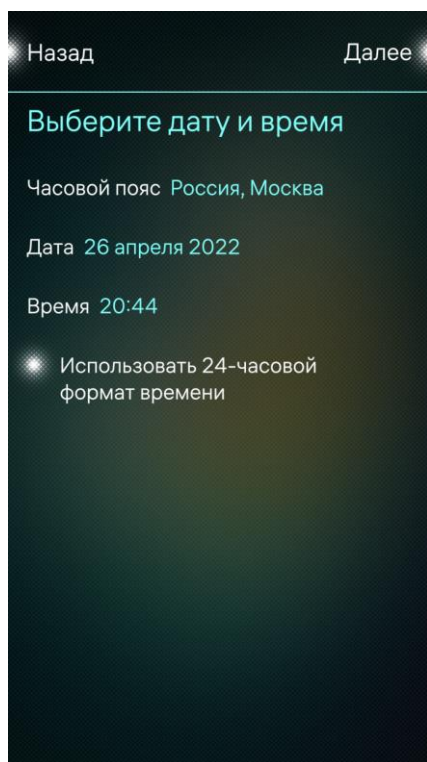 Назад Далее
Выберите дату и время
Часовой пояс Россия, Москва
Дата 26 апреля 2022
Время 20:44
Использовать 24-часовой
формат времени